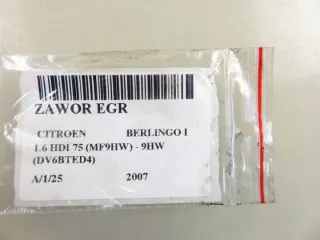 ZAWOR EGR
CITROEN BERLINGO I
1.6 HDI 75 (MF9HW) - 9HW
(DV6BTED4)
A/1/25 2007